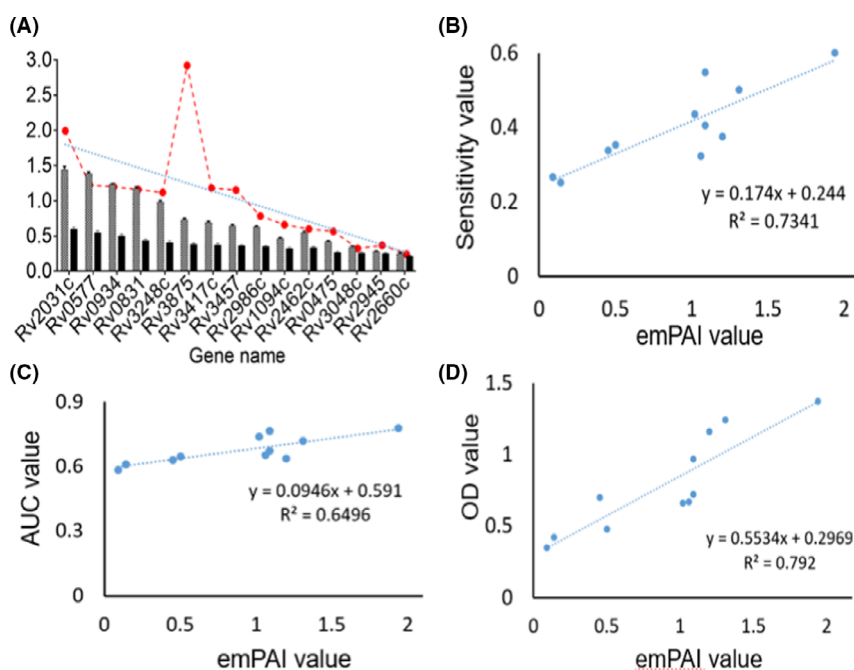 (A)
3.0
2.5
2.0
1.5
1.0
0.5
0.0
Rv2031c
Rv0577
Rv0934
Rv0831
Rv3248c
Rv3875
Rv3417c
Rv3457
Rv2986c
Rv1094c
Rv2462c
Rv0475
Rv3048c
Rv2945
Rv2660c
Gene name
(B)
Sensitivity value
0.6
0.4
0.2
0
y = 0.174x + 0.244
R² = 0.7341
0 0.5 1 1.5 2
emPAI value
(C)
AUC value
0.9
0.6
0.3
0
y = 0.0946x + 0.591
R² = 0.6496
0 0.5 1 1.5 2
emPAI value
(D)
OD value
1.5
1
0.5
0
y = 0.5534x + 0.2969
R² = 0.792
0 0.5 1 1.5 2
emPAI value